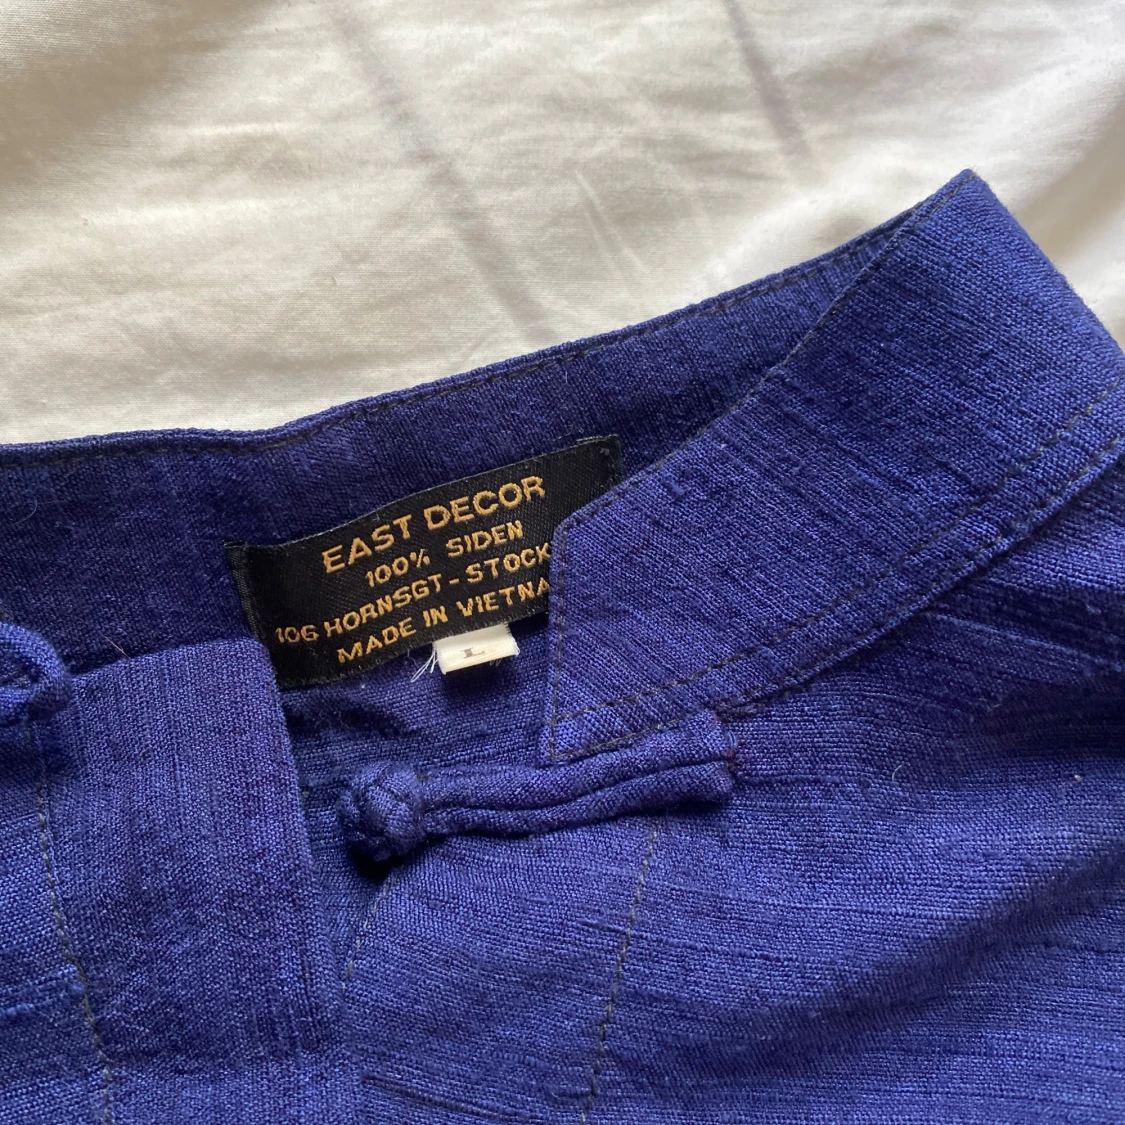 EAST DECOR
100% SIDEN
106 HORNSGT - STOCK
MADE IN VIETNA
L